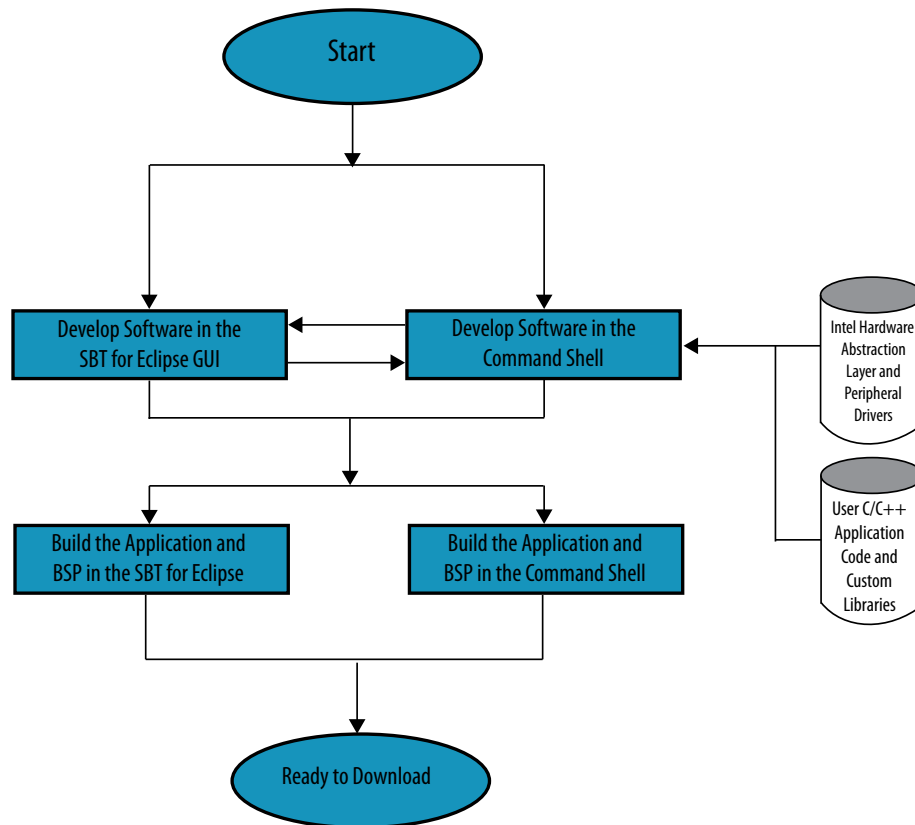 Start
Develop Software in the
SBT for Eclipse GUI
Develop Software in the
Command Shell
Intel Hardware
Abstraction
Layer and
Peripheral
Drivers
Build the Application and
BSP in the SBT for Eclipse
Build the Application and
BSP in the Command Shell
User C/C++
Application
Code and
Custom
Libraries
Ready to Download